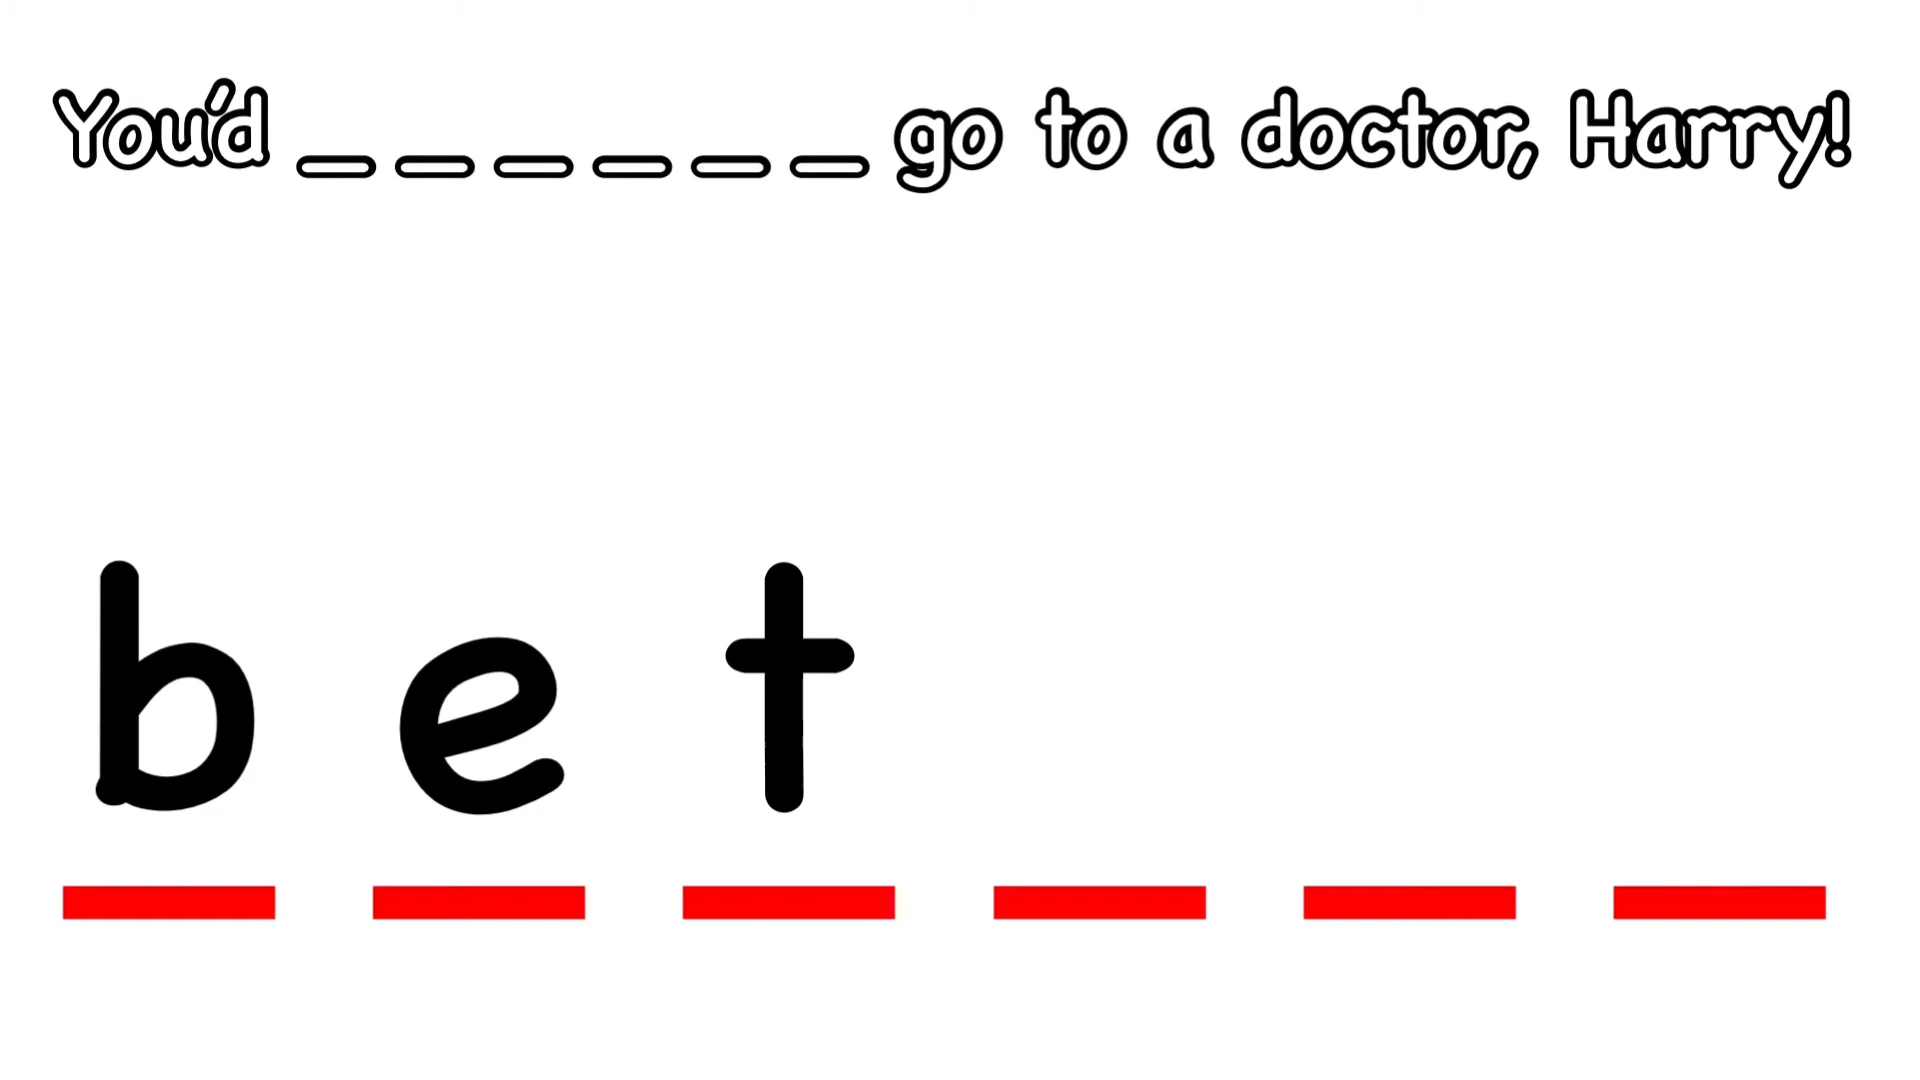 You'd _ _ _ _ _ _ go to a doctor, Harry!
b e t _ _ _